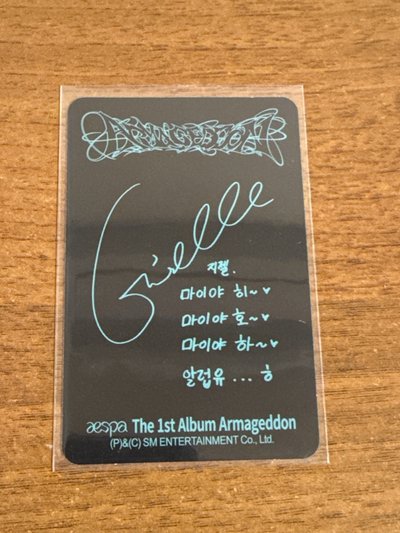 ARMAGEDDON
Giselle
지젤.
마이야 히~♥
마이야 호~♥
마이야 하~♥
알럽유...ㅎ
aespa The 1st Album Armageddon
(P)&(C) SM ENTERTAINMENT Co., Ltd.